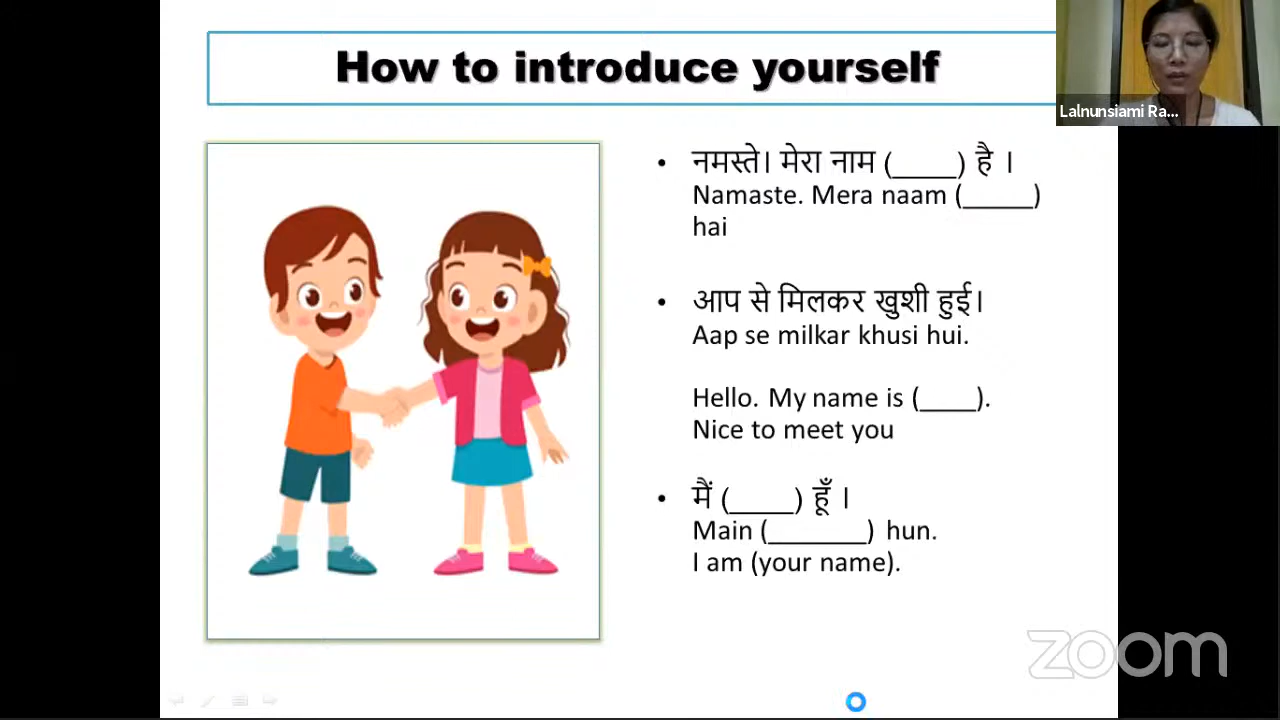 How to introduce yourself
Lalnunsiami Ra...
• नमस्ते। मेरा नाम (____) है ।
Namaste. Mera naam (_____)
hai
• आप से मिलकर खुशी हुई।
Aap se milkar khusi hui.
Hello. My name is (____).
Nice to meet you
• मैं (____) हूँ ।
Main (_______) hun.
I am (your name).
zoom